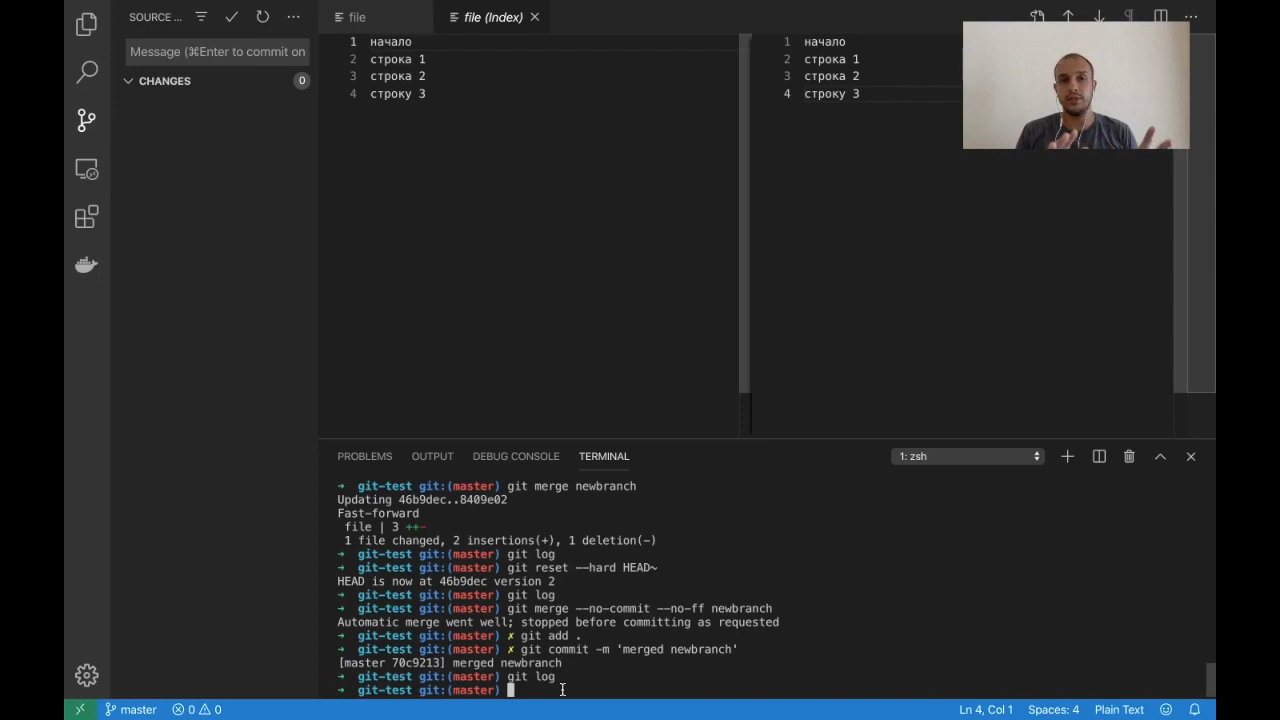 SOURCE ...
file
file (Index)
Message (⌘Enter to commit on
CHANGES
0
1 начало
2 строка 1
3 строка 2
4 строку 3
1 начало
2 строка 1
3 строка 2
4 строку 3
PROBLEMS OUTPUT DEBUG CONSOLE TERMINAL
1: zsh
➜ git-test git:(master) git merge newbranch
Updating 46b9dec..8409e02
Fast-forward
file | 3 ++-
1 file changed, 2 insertions(+), 1 deletion(-)
➜ git-test git:(master) git log
➜ git-test git:(master) git reset --hard HEAD~
HEAD is now at 46b9dec version 2
➜ git-test git:(master) git log
➜ git-test git:(master) git merge --no-commit --no-ff newbranch
Automatic merge went well; stopped before committing as requested
➜ git-test git:(master) ✗ git add .
➜ git-test git:(master) ✗ git commit -m 'merged newbranch'
[master 70c9213] merged newbranch
➜ git-test git:(master) git log
➜ git-test git:(master)
master 0 0 Ln 4, Col 1 Spaces: 4 Plain Text